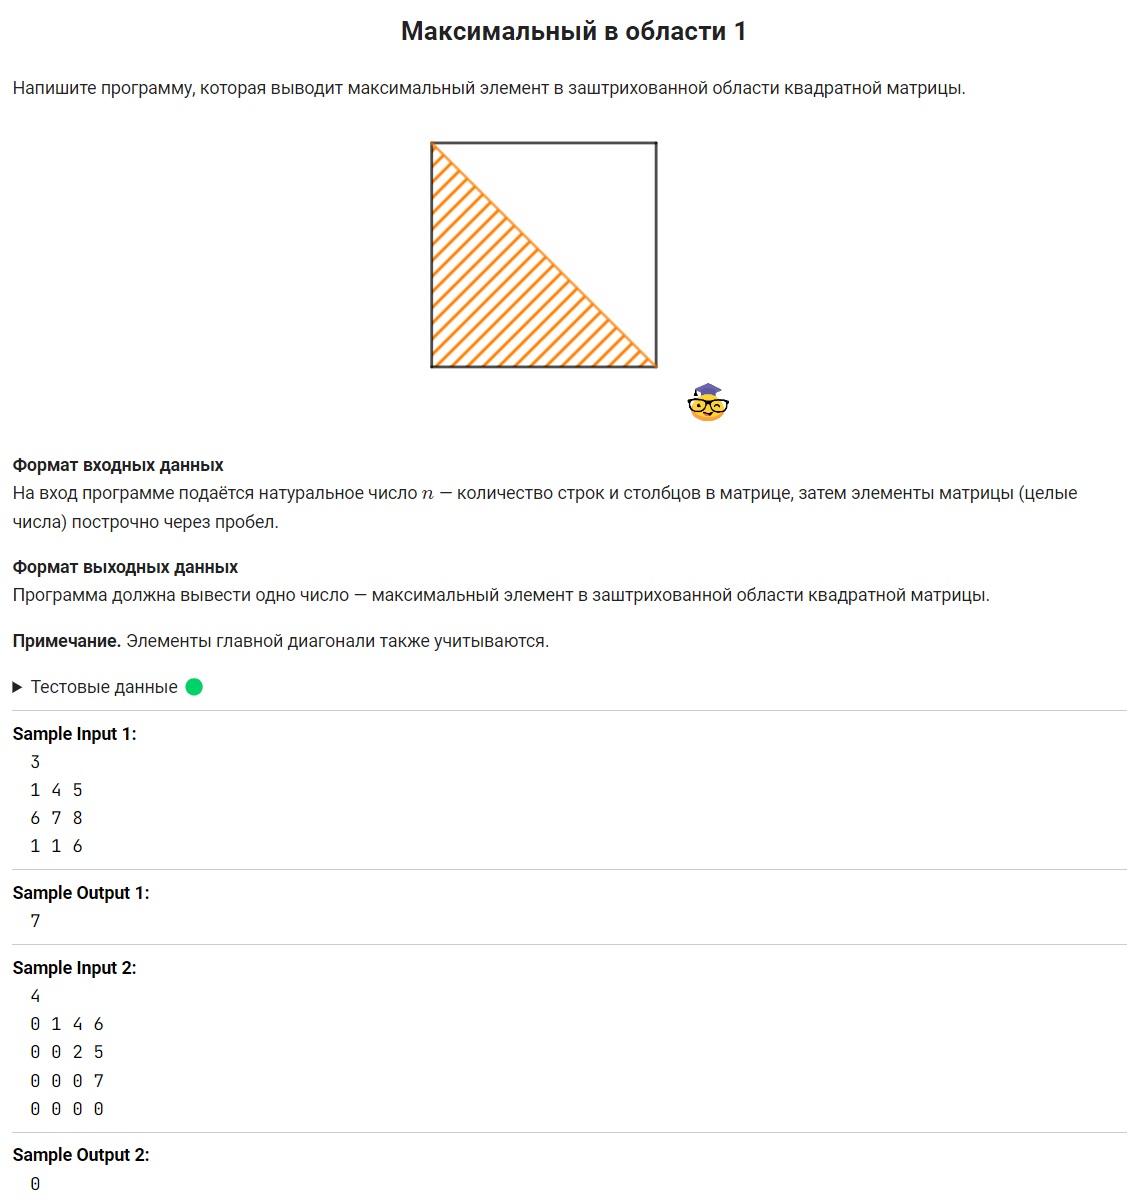 Максимальный в области 1
Напишите программу, которая выводит максимальный элемент в заштрихованной области квадратной матрицы.
Формат входных данных
На вход программе подаётся натуральное число n — количество строк и столбцов в матрице, затем элементы матрицы (целые
числа) построчно через пробел.
Формат выходных данных
Программа должна вывести одно число — максимальный элемент в заштрихованной области квадратной матрицы.
Примечание. Элементы главной диагонали также учитываются.
Тестовые данные
Sample Input 1:
3
1 4 5
6 7 8
1 1 6
Sample Output 1:
7
Sample Input 2:
4
0 1 4 6
0 0 2 5
0 0 0 7
0 0 0 0
Sample Output 2:
0